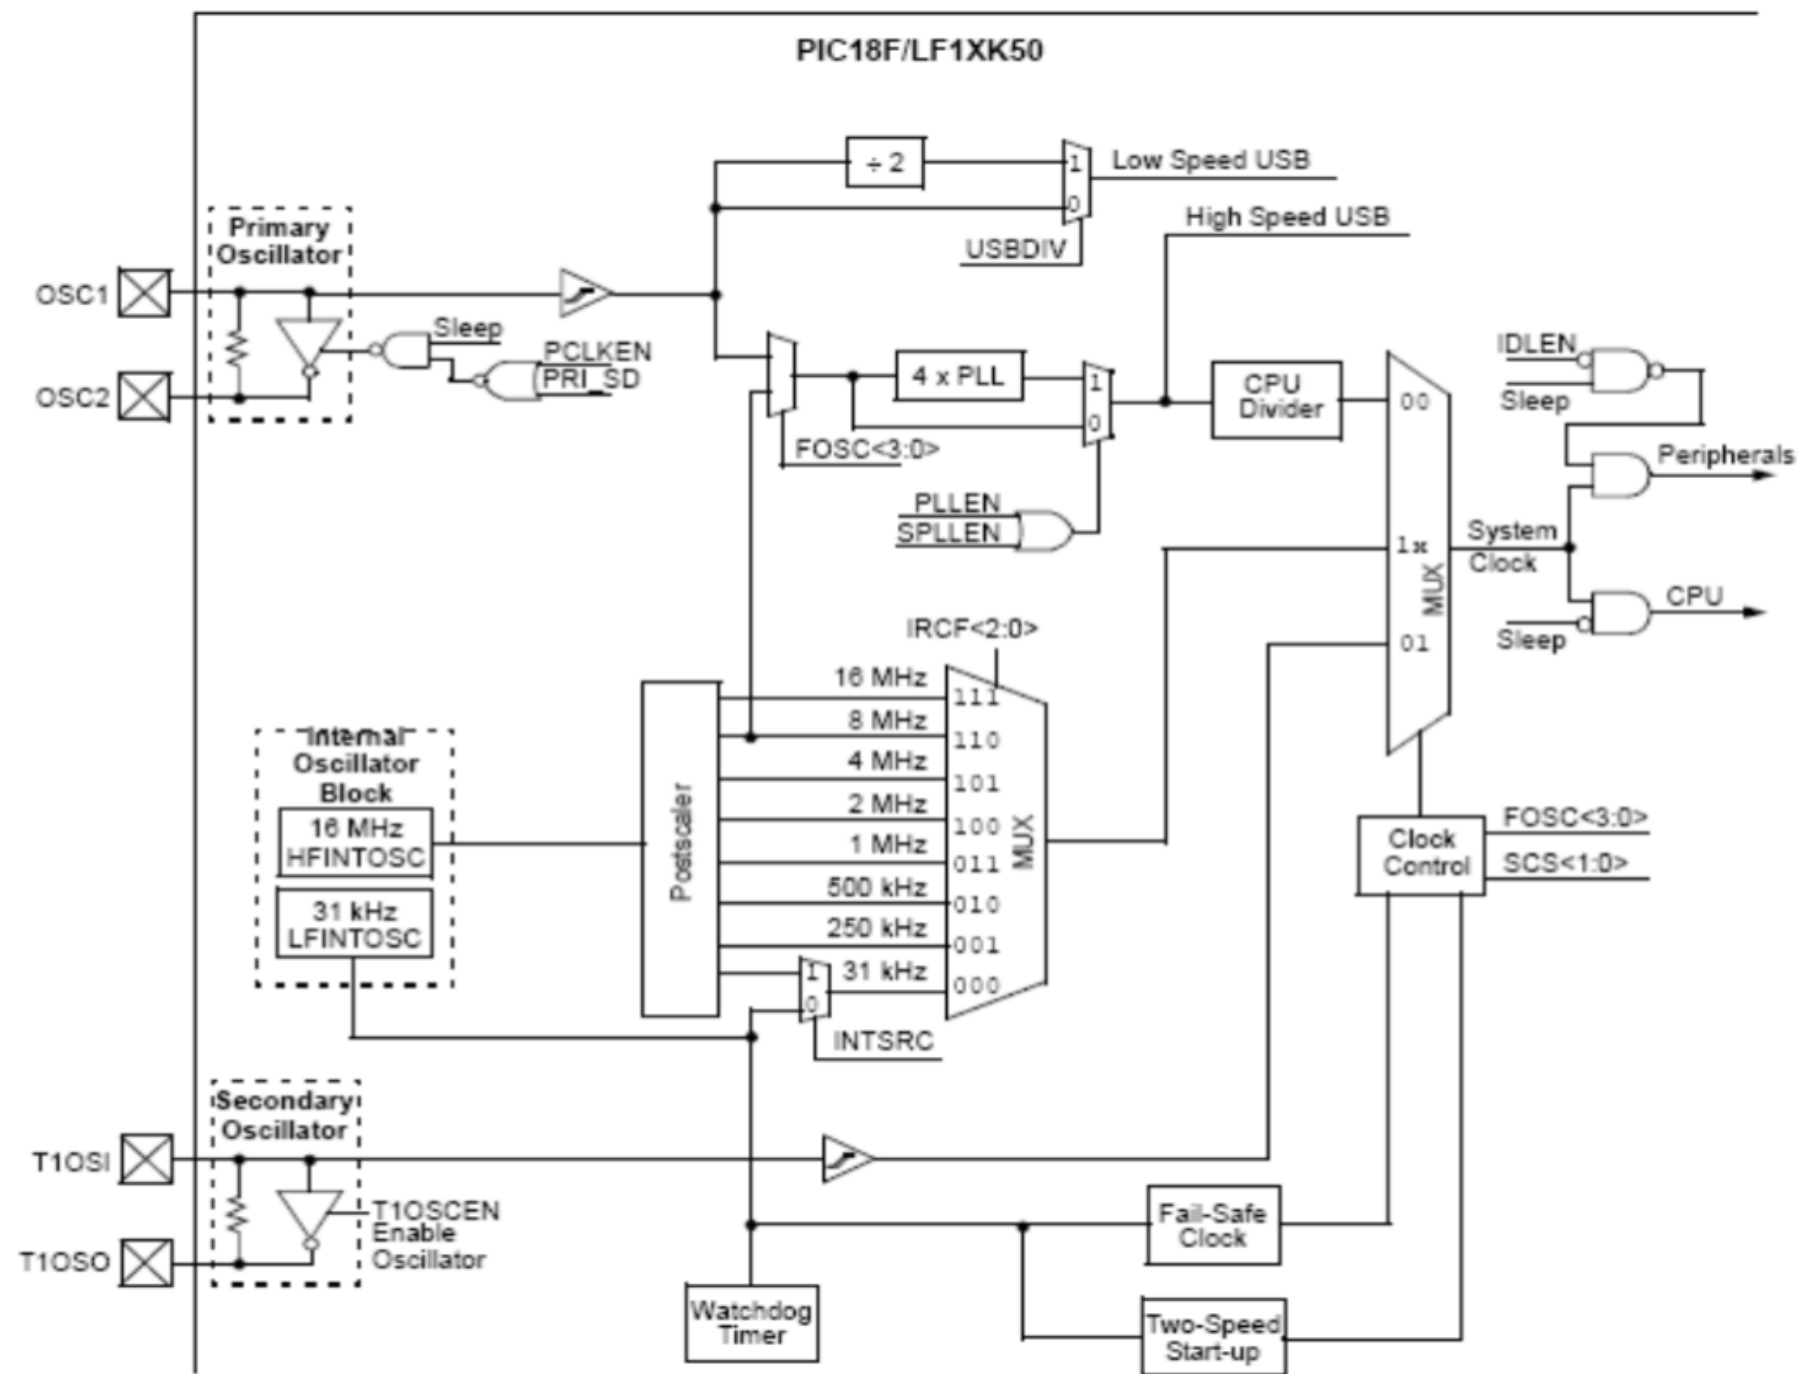 PIC18F/LF1XK50
÷ 2
1
0
Low Speed USB
USBDIV
High Speed USB
Primary
Oscillator
OSC1
OSC2
Sleep
PCLKEN
PRI_SD
4 x PLL
1
0
FOSC<3:0>
PLLEN
SPLLEN
CPU
Divider
00
1x
01
MUX
IDLEN
Sleep
Peripherals
System
Clock
CPU
Sleep
IRCF<2:0>
16 MHz
111
8 MHz
110
4 MHz
101
2 MHz
100
1 MHz
011
500 kHz
010
250 kHz
001
31 kHz
000
1
0
MUX
Postscaler
INTSRC
Internal
Oscillator
Block
16 MHz
HFINTOSC
31 kHz
LFINTOSC
Clock
Control
FOSC<3:0>
SCS<1:0>
Secondary
Oscillator
T1OSI
T1OSO
T1OSCEN
Enable
Oscillator
Fail-Safe
Clock
Watchdog
Timer
Two-Speed
Start-up